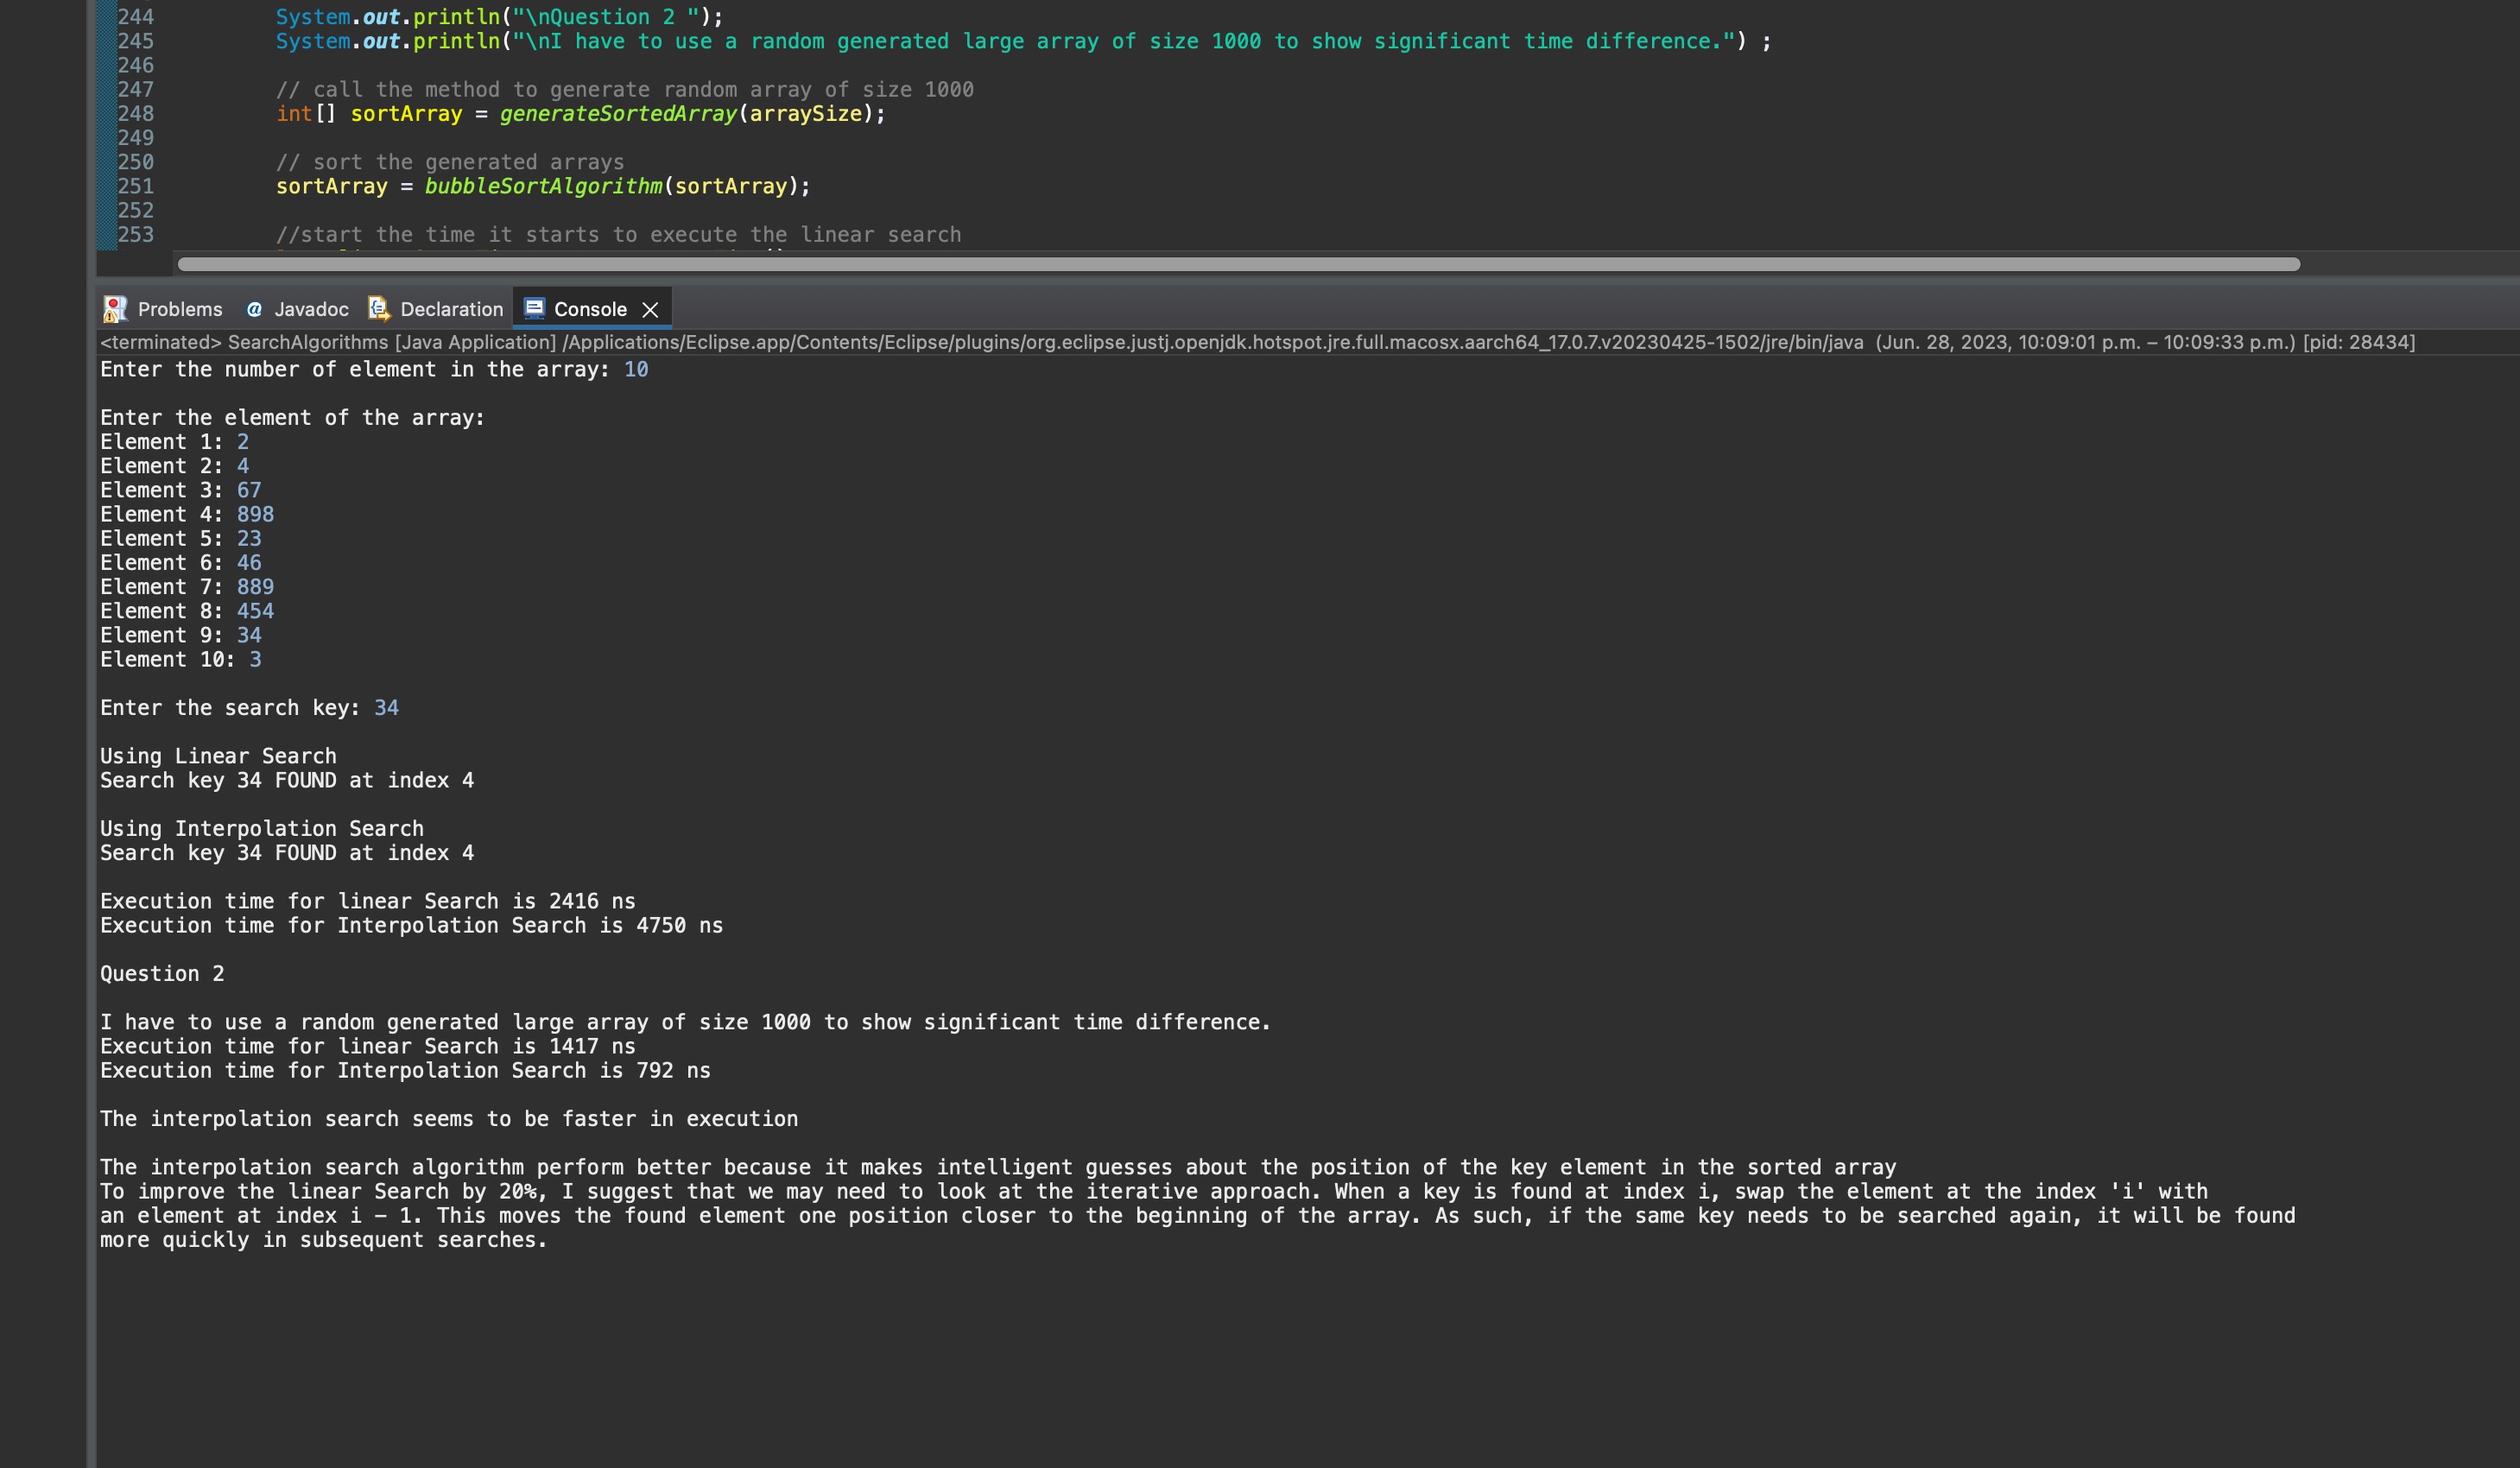 244 System.out.println("\nQuestion 2 ");
245 System.out.println("\nI have to use a random generated large array of size 1000 to show significant time difference.") ;
246
247 // call the method to generate random array of size 1000
248 int[] sortArray = generateSortedArray(arraySize);
249
250 // sort the generated arrays
251 sortArray = bubbleSortAlgorithm(sortArray);
252
253 //start the time it starts to execute the linear search
Problems @ Javadoc Declaration Console
<terminated> SearchAlgorithms [Java Application] /Applications/Eclipse.app/Contents/Eclipse/plugins/org.eclipse.justj.openjdk.hotspot.jre.full.macosx.aarch64_17.0.7.v20230425-1502/jre/bin/java (Jun. 28, 2023, 10:09:01 p.m. – 10:09:33 p.m.) [pid: 28434]
Enter the number of element in the array: 10
Enter the element of the array:
Element 1: 2
Element 2: 4
Element 3: 67
Element 4: 898
Element 5: 23
Element 6: 46
Element 7: 889
Element 8: 454
Element 9: 34
Element 10: 3
Enter the search key: 34
Using Linear Search
Search key 34 FOUND at index 4
Using Interpolation Search
Search key 34 FOUND at index 4
Execution time for linear Search is 2416 ns
Execution time for Interpolation Search is 4750 ns
Question 2
I have to use a random generated large array of size 1000 to show significant time difference.
Execution time for linear Search is 1417 ns
Execution time for Interpolation Search is 792 ns
The interpolation search seems to be faster in execution
The interpolation search algorithm perform better because it makes intelligent guesses about the position of the key element in the sorted array
To improve the linear Search by 20%, I suggest that we may need to look at the iterative approach. When a key is found at index i, swap the element at the index 'i' with
an element at index i – 1. This moves the found element one position closer to the beginning of the array. As such, if the same key needs to be searched again, it will be found
more quickly in subsequent searches.